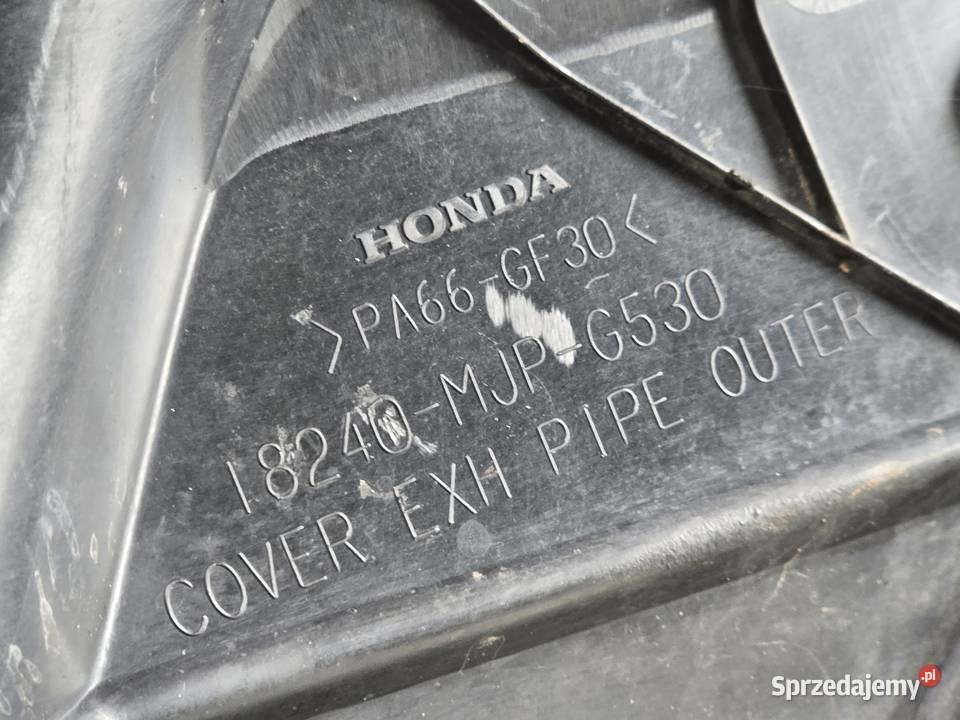 HONDA
>PA66-GF30<
18240-MJP-G530
COVER EXH PIPE OUTER
Sprzedajemy.pl